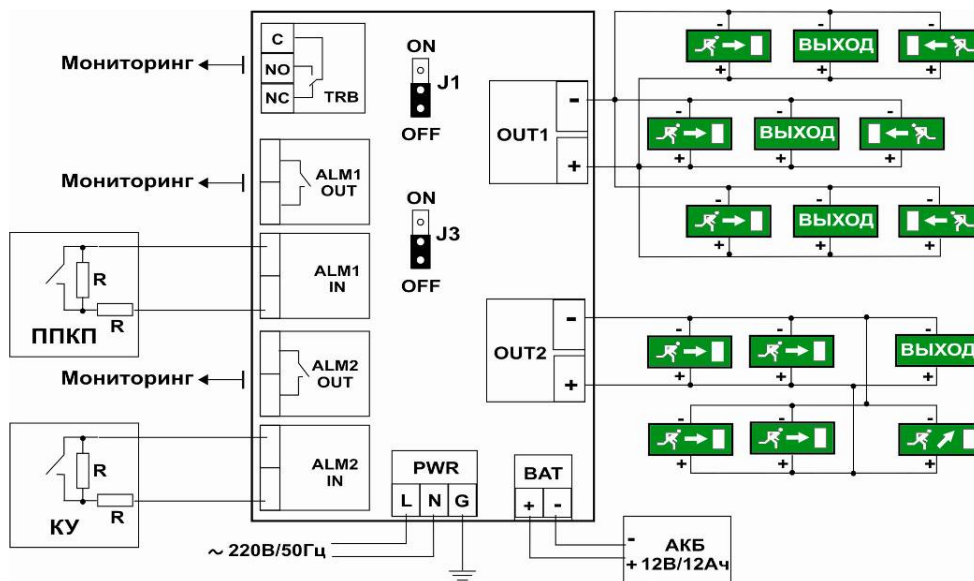 Мониторинг
C
NO
NC
TRB
ON
J1
OFF
Мониторинг
ALM1
OUT
ON
J3
OFF
R
R
ППКП
ALM1
IN
Мониторинг
ALM2
OUT
R
R
КУ
ALM2
IN
PWR
L N G
~ 220В/50Гц
BAT
+ -
-
+
АКБ
12В/12Ач
OUT1
-
+
OUT2
-
+
- - -
ВЫХОД
+ + +
- - -
ВЫХОД
+ + +
- - -
ВЫХОД
+ + +
- - -
ВЫХОД
+ + +
- - -
+ + +